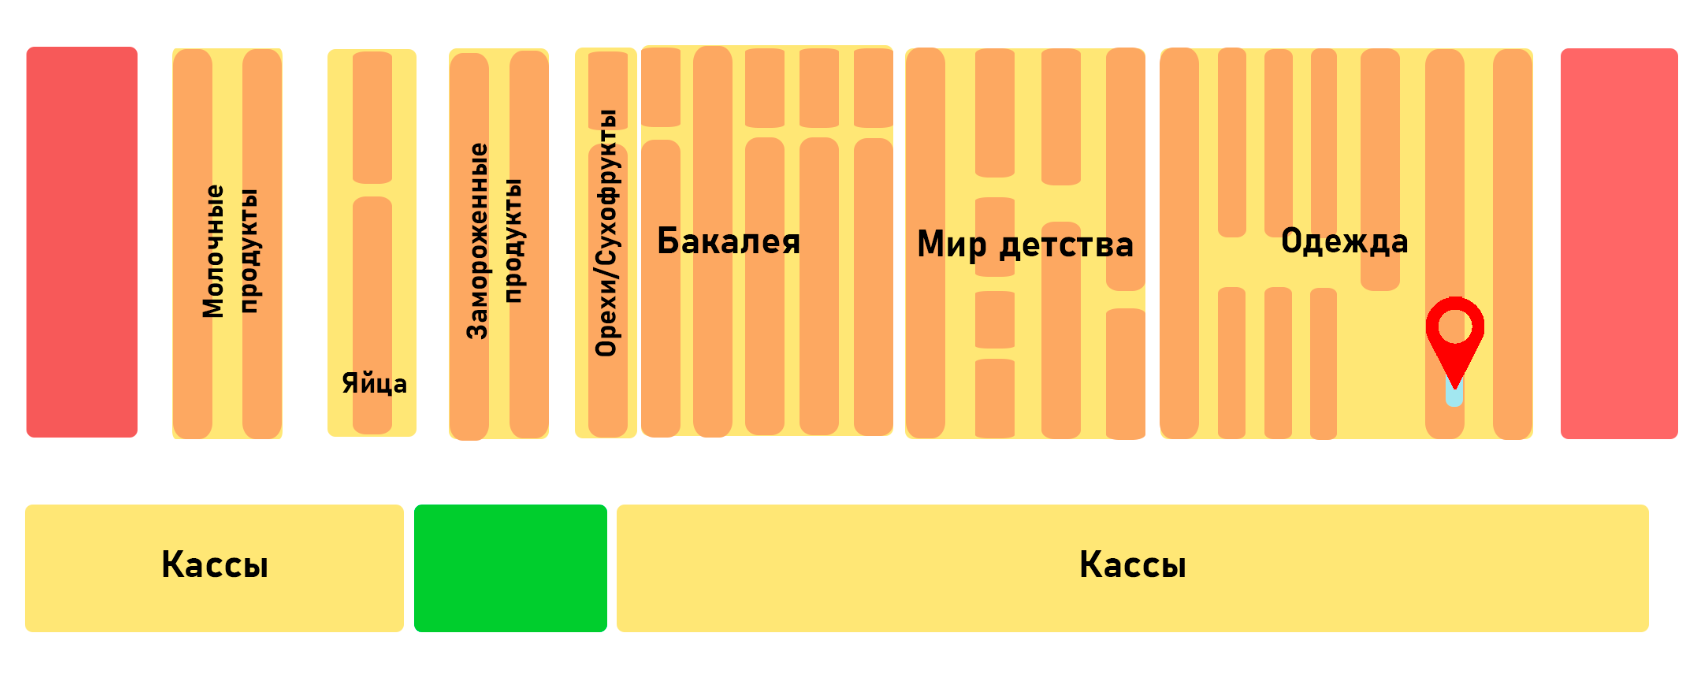 Молочные
продукты
Яйца
Замороженные
продукты
Орехи/Сухофрукты
Бакалея
Мир детства
Одежда
Кассы
Кассы